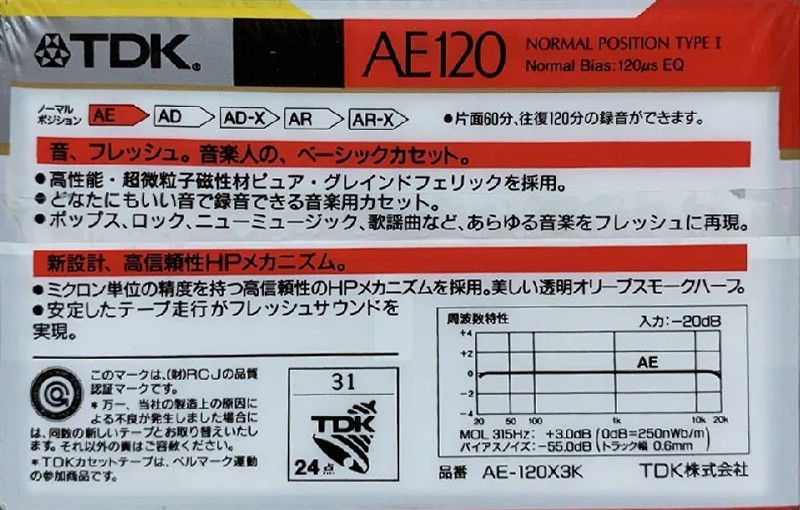 TDK®
AE120
NORMAL POSITION TYPE I
Normal Bias:120μs EQ
ノーマル
ポジション
AE
AD
AD-X
AR
AR-X
●片面60分、往復120分の録音ができます。
音、フレッシュ。音楽人の、ベーシックカセット。
●高性能・超微粒子磁性材ピュア・グレインドフェリックを採用。
●どなたにもいい音で録音できる音楽用カセット。
●ポップス、ロック、ニューミュージック、歌謡曲など、あらゆる音楽をフレッシュに再現。
新設計、高信頼性HPメカニズム。
●ミクロン単位の精度を持つ高信頼性のHPメカニズムを採用。美しい透明オリーブスモークハーフ。
●安定したテープ走行がフレッシュサウンドを
実現。
このマークは、(財)RCJの品質
認証マークです。
*万一、当社の製造上の原因に
よる不良が発生しました場合に
は、同数の新しいテープとお取り替えいたし
ます。それ以外の責はご容赦ください。
*TDKカセットテープは、ベルマーク運動
の参加商品です。
31
TDK
24点
周波数特性
入力:-20dB
+4
+2
0
-2
-4
AE
20 50 100 1k 10k 20k
MOL 315Hz: +3.0dB (0dB=250nWb/m)
バイアスノイズ:-55.0dB (トラック幅 0.6mm)
品番 AE-120X3K TDK株式会社